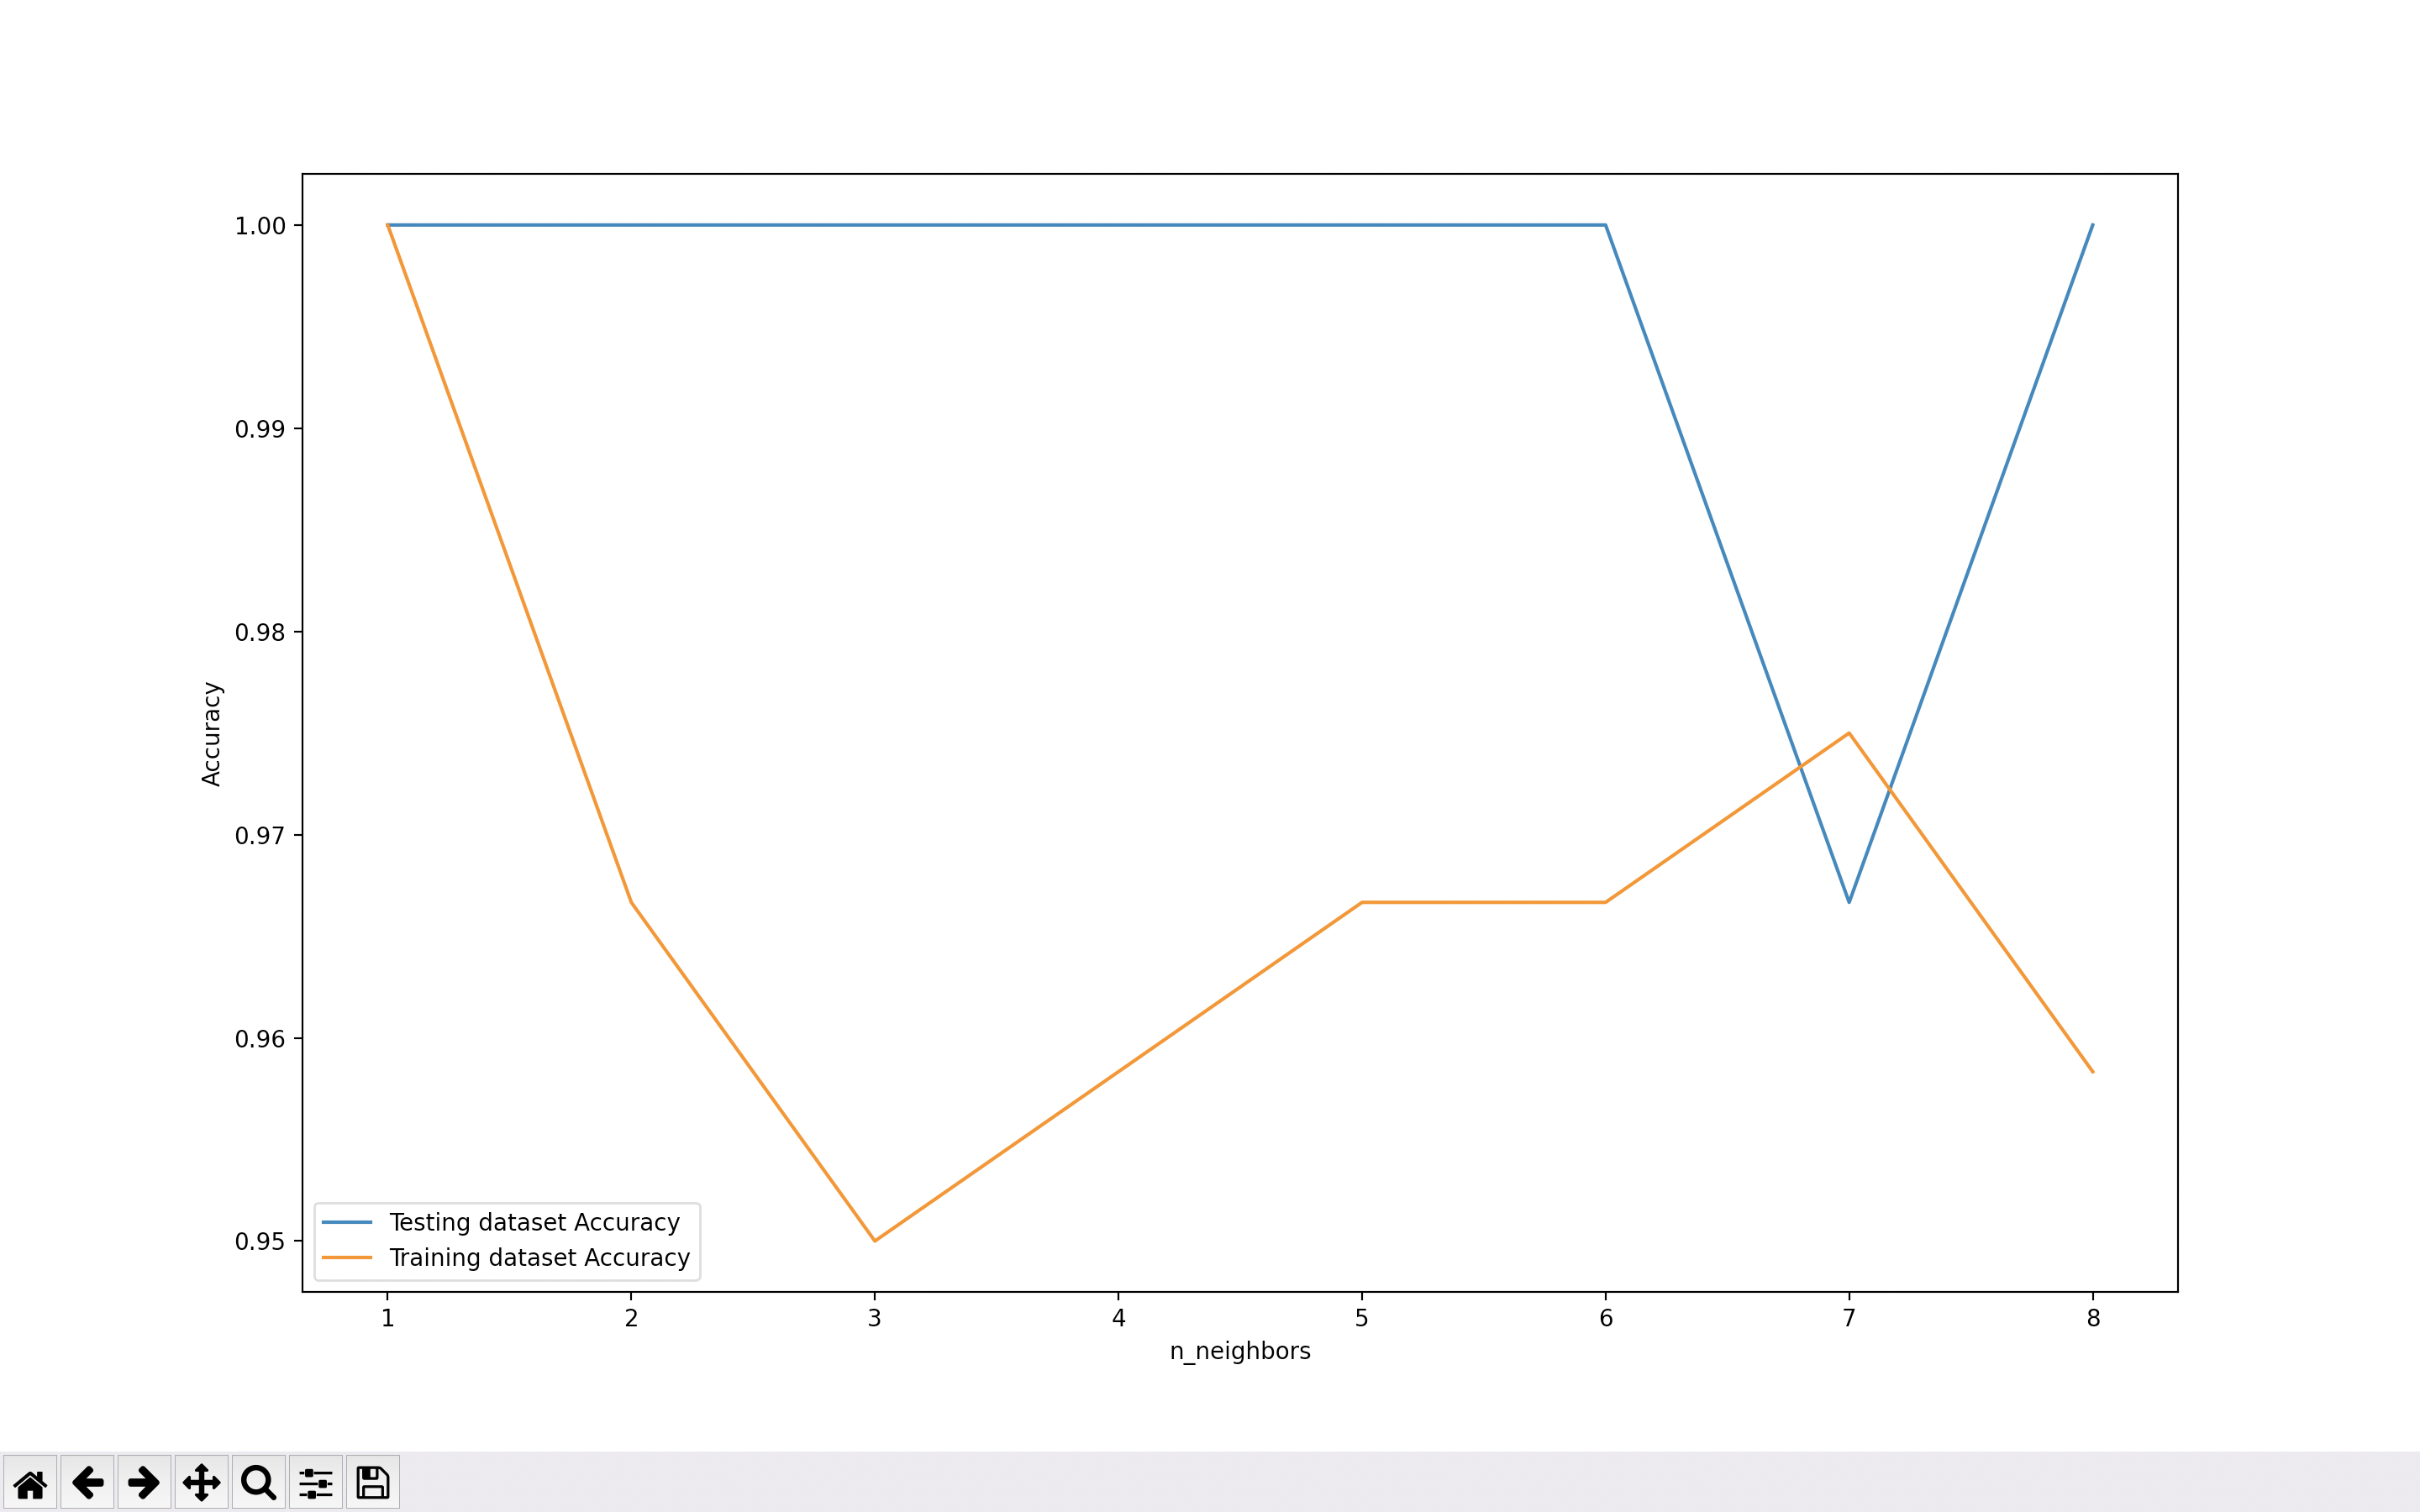 1.00
0.99
0.98
0.97
0.96
0.95
Accuracy
Testing dataset Accuracy
Training dataset Accuracy
1 2 3 4 5 6 7 8
n_neighbors